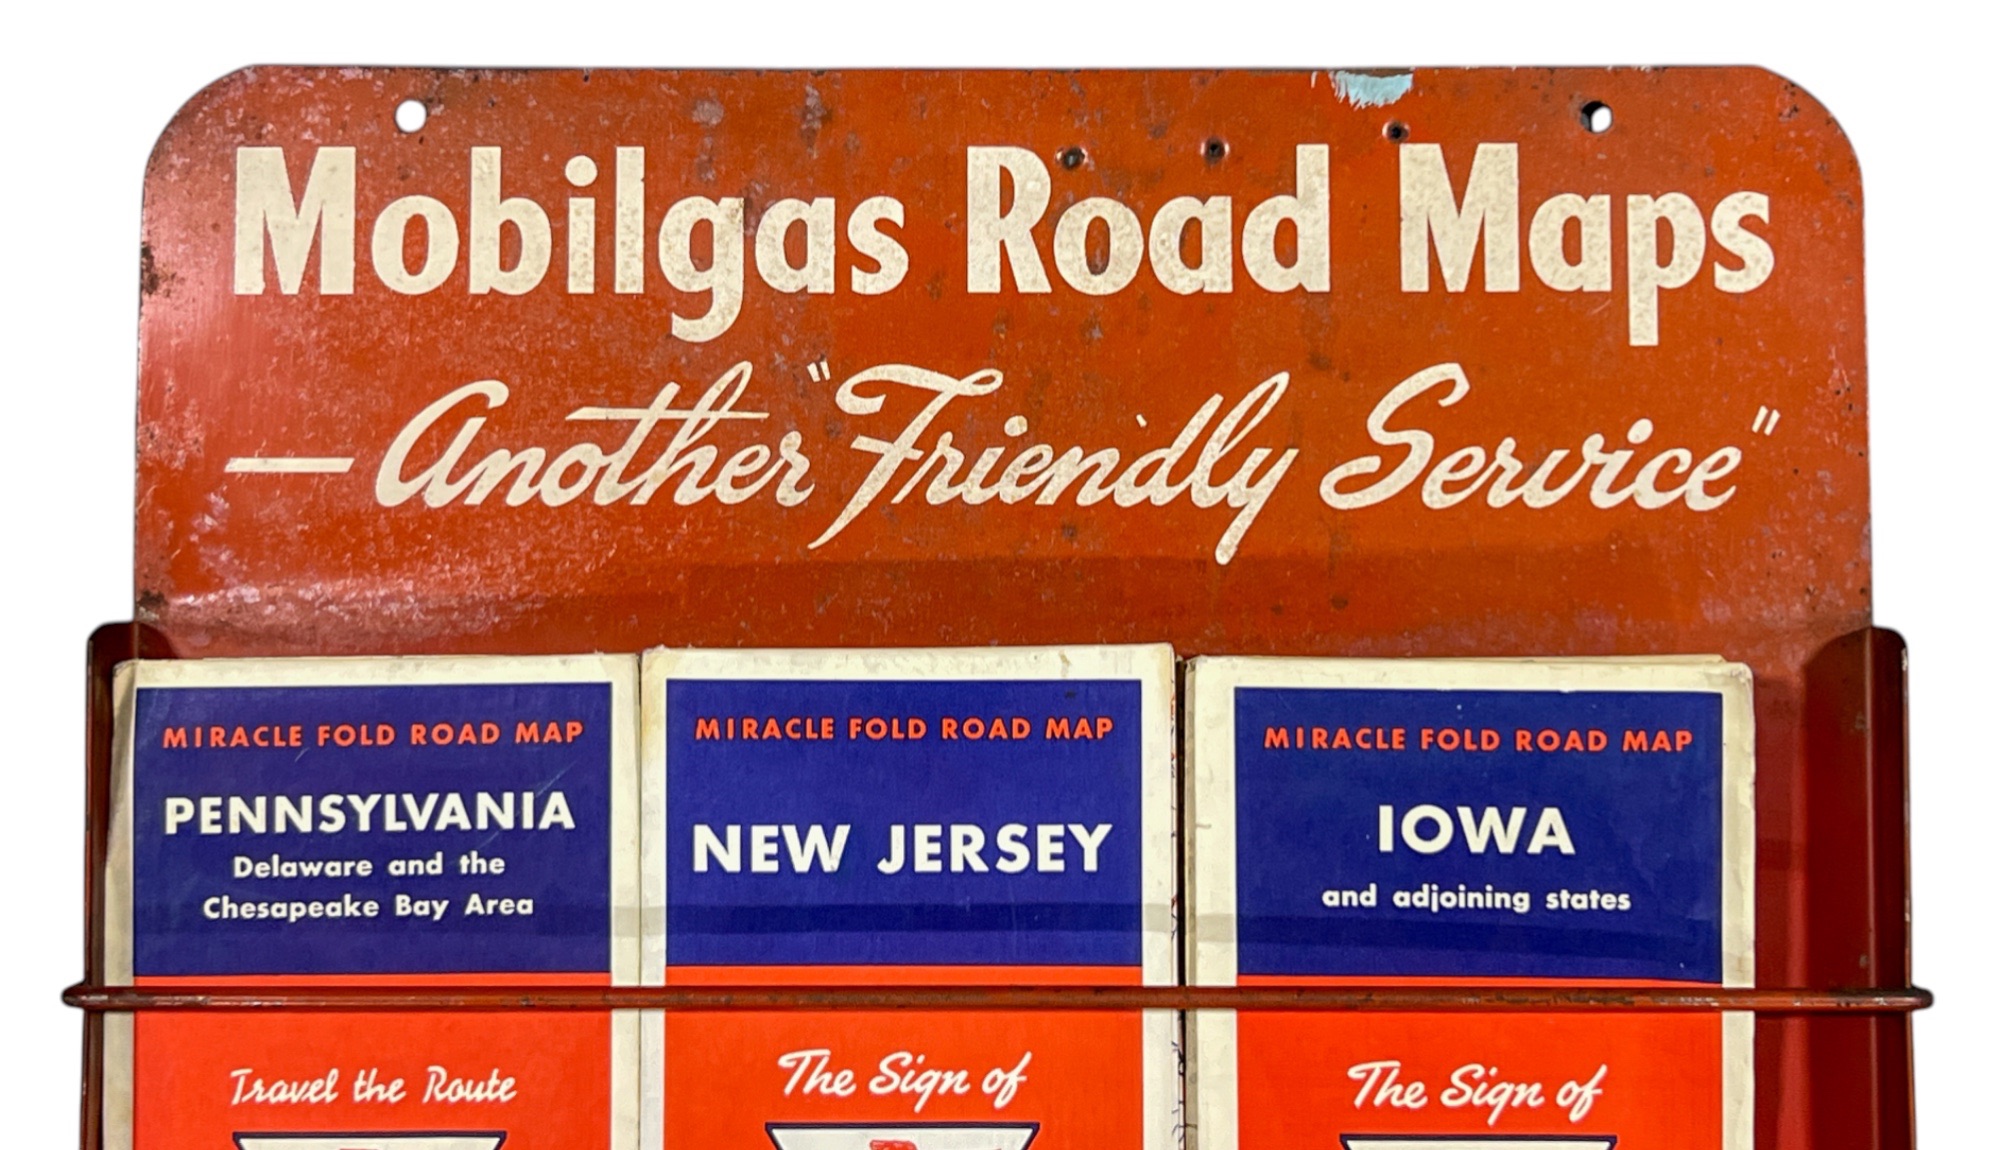 Mobilgas Road Maps
— Another "Friendly Service"
MIRACLE FOLD ROAD MAP
PENNSYLVANIA
Delaware and the
Chesapeake Bay Area
Travel the Route
MIRACLE FOLD ROAD MAP
NEW JERSEY
The Sign of
MIRACLE FOLD ROAD MAP
IOWA
and adjoining states
The Sign of